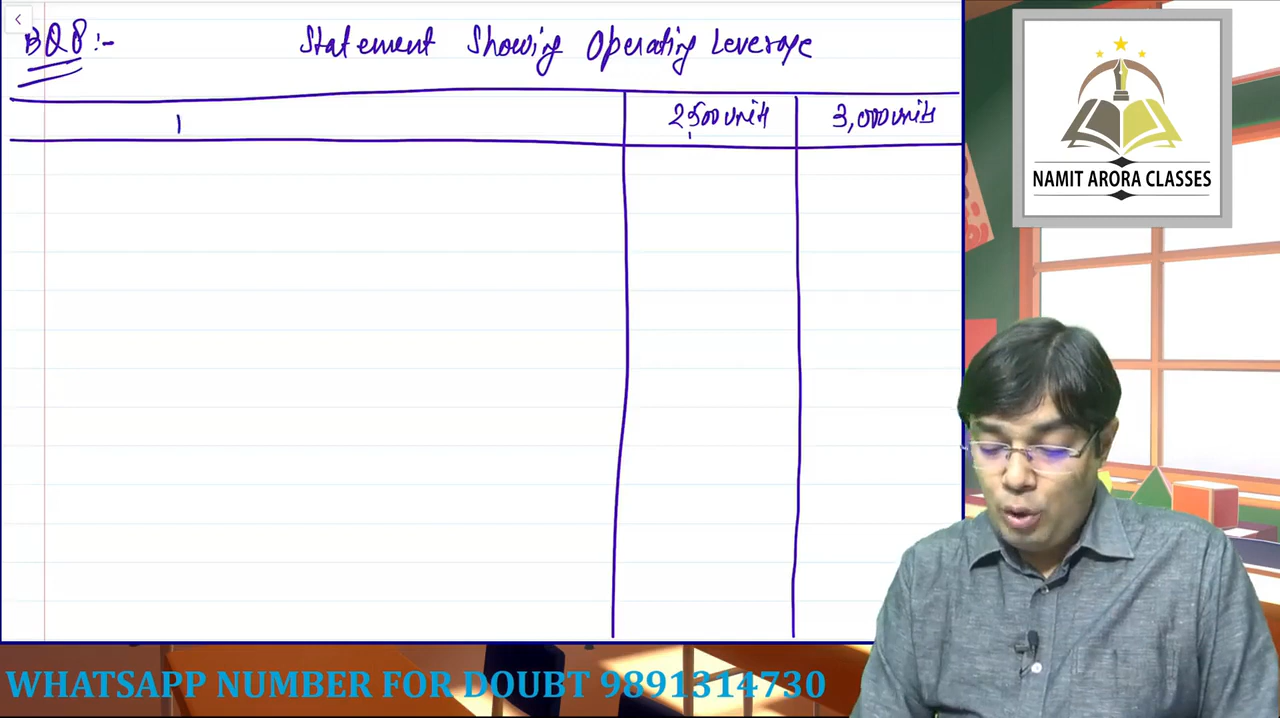 BQ8:- Statement Showing Operating Leverage
2,500 units 3,000 units
NAMIT ARORA CLASSES
WHATSAPP NUMBER FOR DOUBT 9891314730